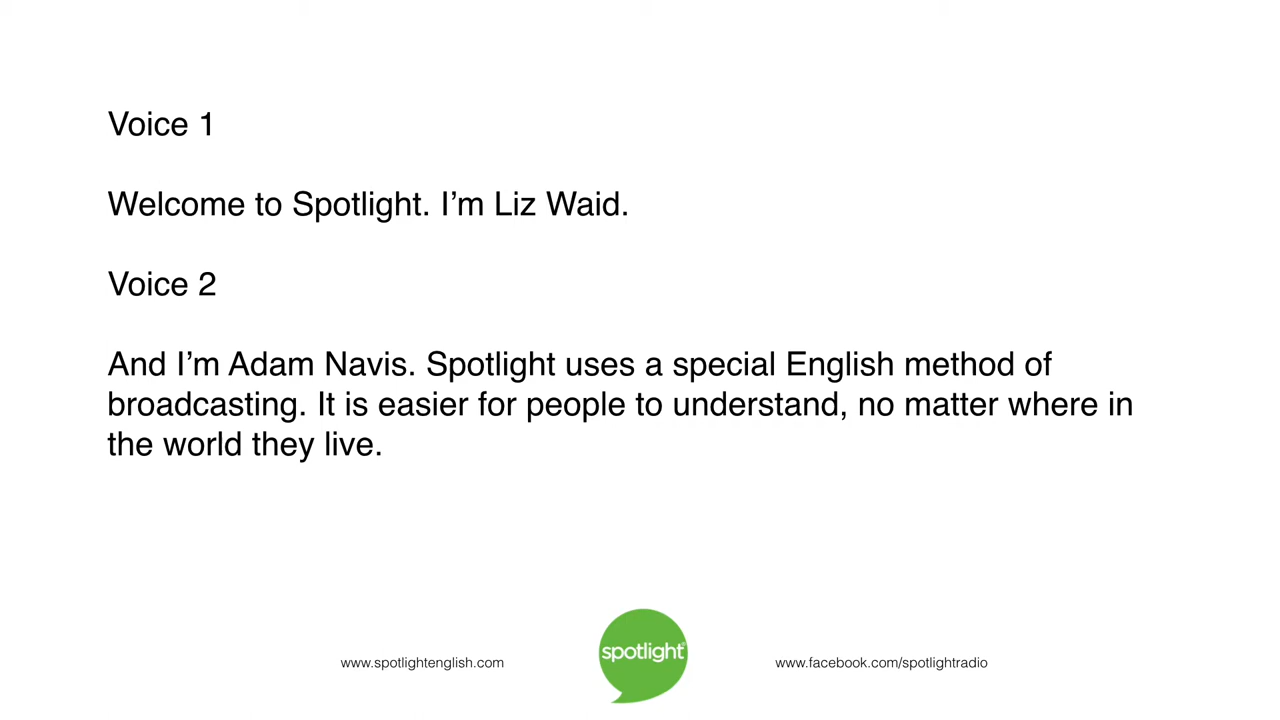 Voice 1
Welcome to Spotlight. I’m Liz Waid.
Voice 2
And I’m Adam Navis. Spotlight uses a special English method of
broadcasting. It is easier for people to understand, no matter where in
the world they live.
www.spotlightenglish.com
spotlight®
www.facebook.com/spotlightradio